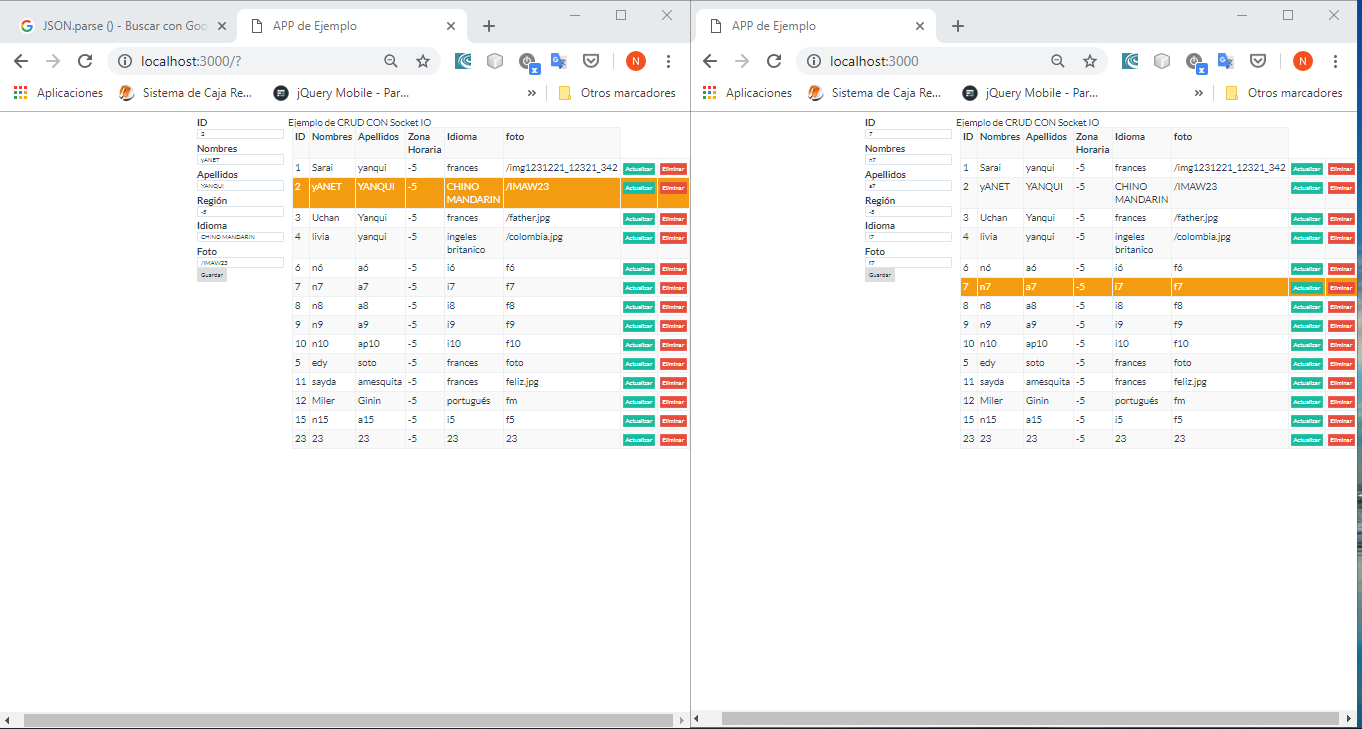 JSON.parse () - Buscar con Goo
APP de Ejemplo
localhost:3000/?
N
Aplicaciones
Sistema de Caja Re...
jQuery Mobile - Par...
»
Otros marcadores
ID
2
Nombres
yANET
Apellidos
YANQUI
Región
-5
Idioma
CHINO MANDARIN
Foto
/IMAW23
Guardar
Ejemplo de CRUD CON Socket IO
ID Nombres Apellidos Zona Horaria Idioma foto
1 Sarai yanqui -5 frances /img1231221_12321_342 Actualizar Eliminar
2 yANET YANQUI -5 CHINO MANDARIN /IMAW23 Actualizar Eliminar
3 Uchan Yanqui -5 frances /father.jpg Actualizar Eliminar
4 livia yanqui -5 ingeles britanico /colombia.jpg Actualizar Eliminar
6 n6 a6 -5 i6 f6 Actualizar Eliminar
7 n7 a7 -5 i7 f7 Actualizar Eliminar
8 n8 a8 -5 i8 f8 Actualizar Eliminar
9 n9 a9 -5 i9 f9 Actualizar Eliminar
10 n10 ap10 -5 i10 f10 Actualizar Eliminar
5 edy soto -5 frances foto Actualizar Eliminar
11 sayda amesquita -5 frances feliz.jpg Actualizar Eliminar
12 Miler Ginin -5 portugués fm Actualizar Eliminar
15 n15 a15 -5 i5 f5 Actualizar Eliminar
23 23 23 -5 23 23 Actualizar Eliminar
APP de Ejemplo
localhost:3000
N
Aplicaciones
Sistema de Caja Re...
jQuery Mobile - Par...
»
Otros marcadores
ID
7
Nombres
n7
Apellidos
a7
Región
-5
Idioma
i7
Foto
f7
Guardar
Ejemplo de CRUD CON Socket IO
ID Nombres Apellidos Zona Horaria Idioma foto
1 Sarai yanqui -5 frances /img1231221_12321_342 Actualizar Eliminar
2 yANET YANQUI -5 CHINO MANDARIN /IMAW23 Actualizar Eliminar
3 Uchan Yanqui -5 frances /father.jpg Actualizar Eliminar
4 livia yanqui -5 ingeles britanico /colombia.jpg Actualizar Eliminar
6 n6 a6 -5 i6 f6 Actualizar Eliminar
7 n7 a7 -5 i7 f7 Actualizar Eliminar
8 n8 a8 -5 i8 f8 Actualizar Eliminar
9 n9 a9 -5 i9 f9 Actualizar Eliminar
10 n10 ap10 -5 i10 f10 Actualizar Eliminar
5 edy soto -5 frances foto Actualizar Eliminar
11 sayda amesquita -5 frances feliz.jpg Actualizar Eliminar
12 Miler Ginin -5 portugués fm Actualizar Eliminar
15 n15 a15 -5 i5 f5 Actualizar Eliminar
23 23 23 -5 23 23 Actualizar Eliminar